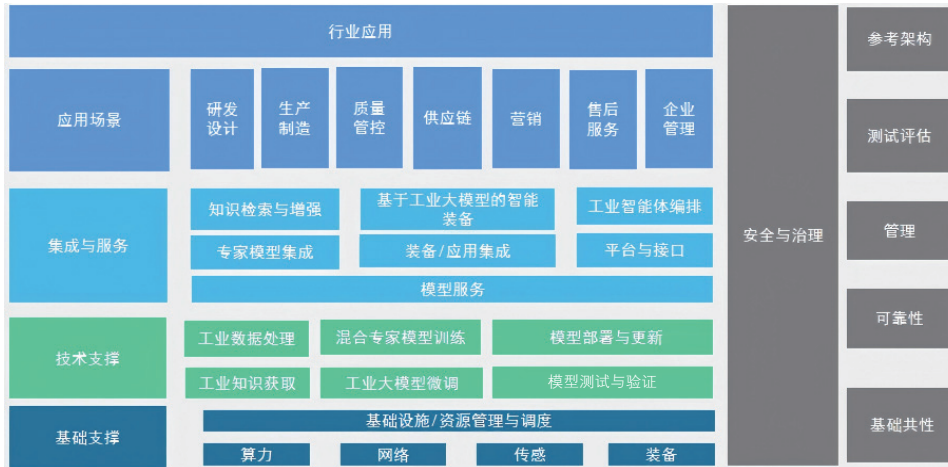 行业应用
应用场景
研发
设计
生产
制造
质量
管控
供应链
营销
售后
服务
企业
管理
集成与服务
知识检索与增强
基于工业大模型的智能
装备
工业智能体编排
专家模型集成
装备/应用集成
平台与接口
模型服务
技术支撑
工业数据处理
混合专家模型训练
模型部署与更新
工业知识获取
工业大模型微调
模型测试与验证
基础支撑
基础设施/资源管理与调度
算力
网络
传感
装备
安全与治理
参考架构
测试评估
管理
可靠性
基础共性